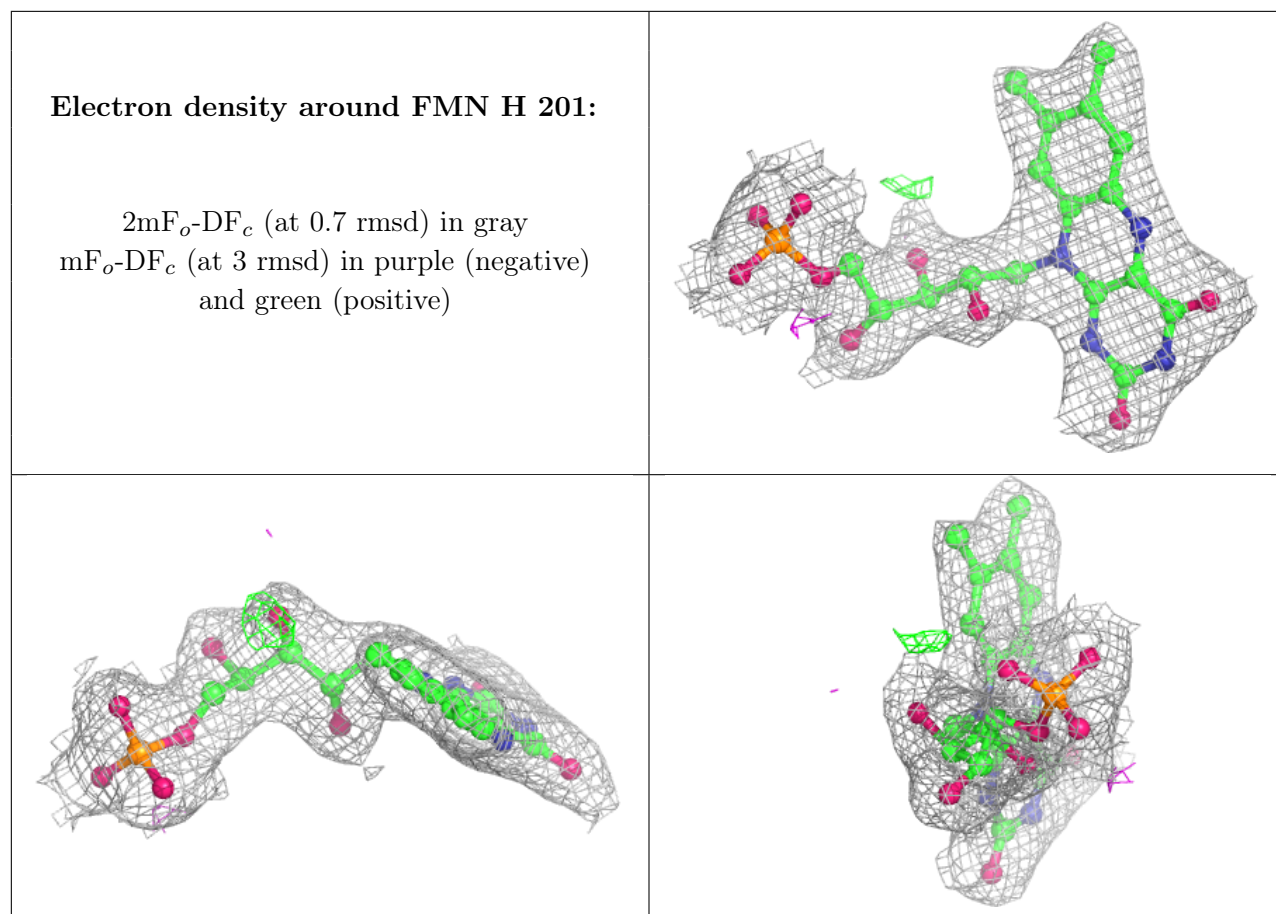 Electron density around FMN H 201:
2mFo-DFc (at 0.7 rmsd) in gray
mFo-DFc (at 3 rmsd) in purple (negative)
and green (positive)